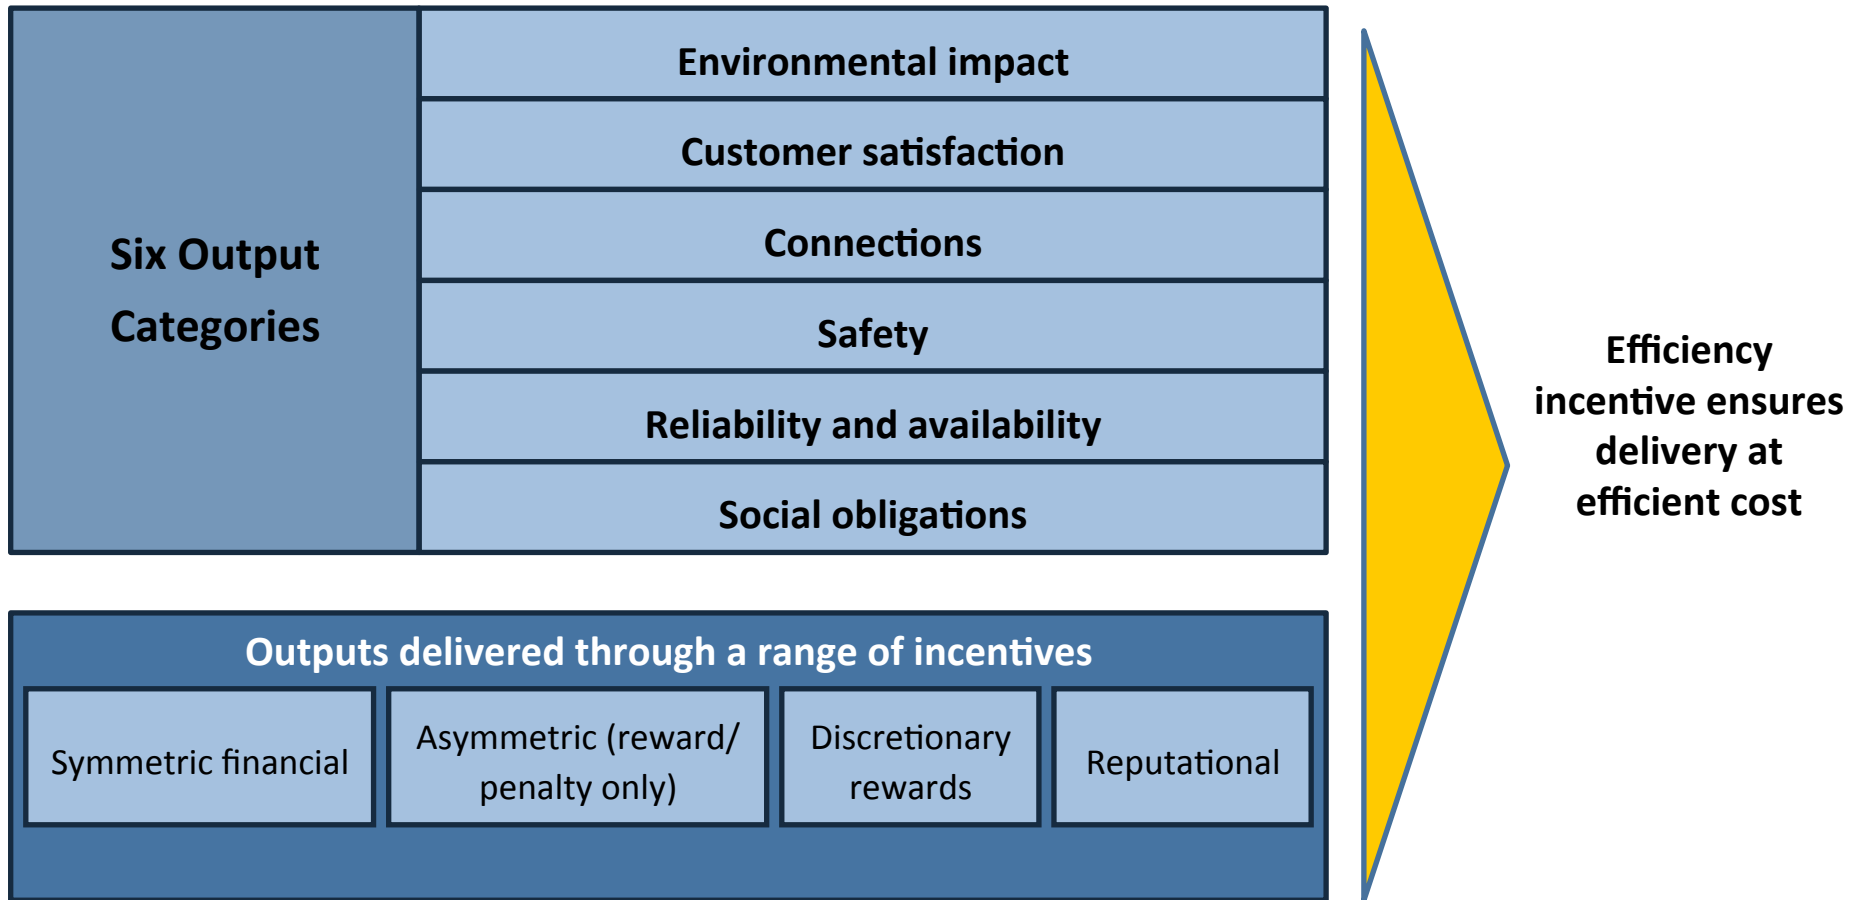 Six Output
Categories
Environmental impact
Customer satisfaction
Connections
Safety
Reliability and availability
Social obligations
Outputs delivered through a range of incentives
Symmetric financial
Asymmetric (reward/
penalty only)
Discretionary
rewards
Reputational
Efficiency
incentive ensures
delivery at
efficient cost